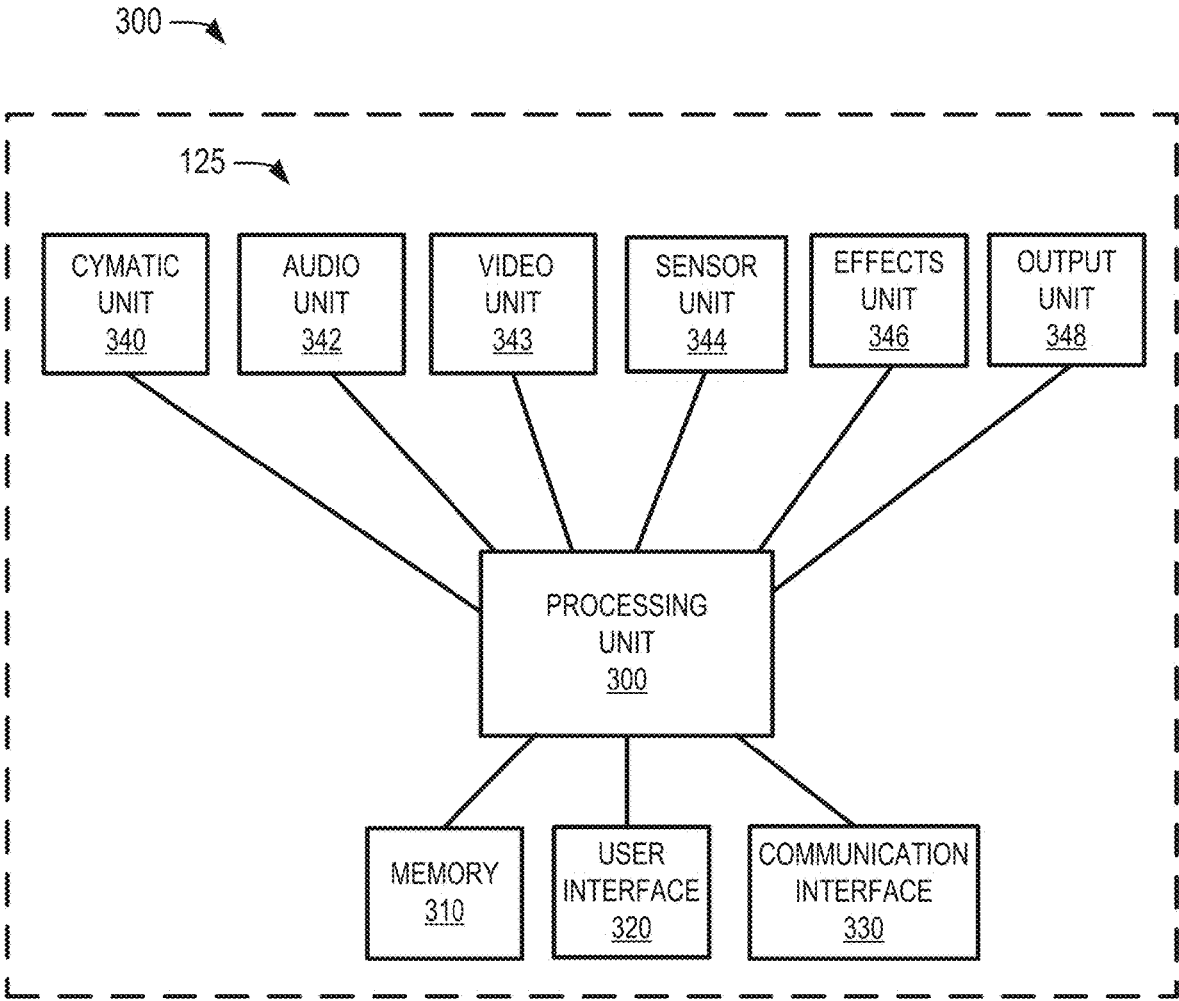 300
125
CYMATIC
UNIT
340
AUDIO
UNIT
342
VIDEO
UNIT
343
SENSOR
UNIT
344
EFFECTS
UNIT
346
OUTPUT
UNIT
348
PROCESSING
UNIT
300
MEMORY
310
USER
INTERFACE
320
COMMUNICATION
INTERFACE
330